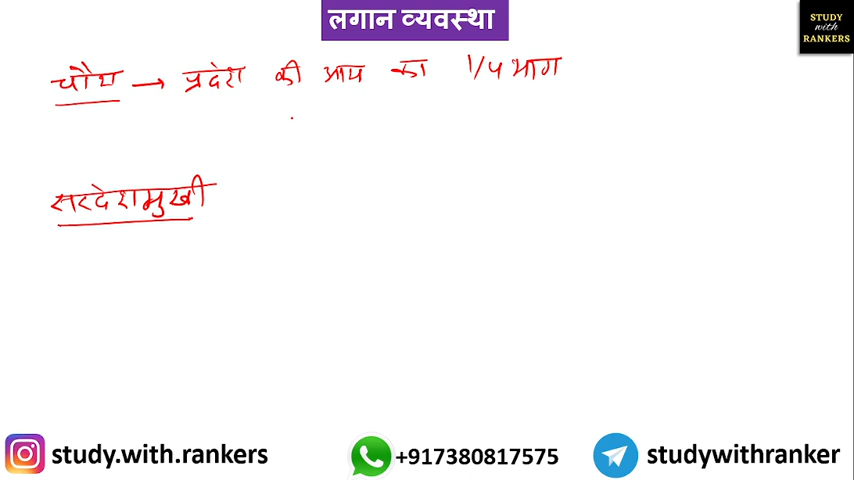 लगान व्यवस्था
STUDY
with
RANKERS
चौथ → प्रदेश की आय का 1/4 भाग
सरदेशमुखी
study.with.rankers
+917380817575
studywithranker